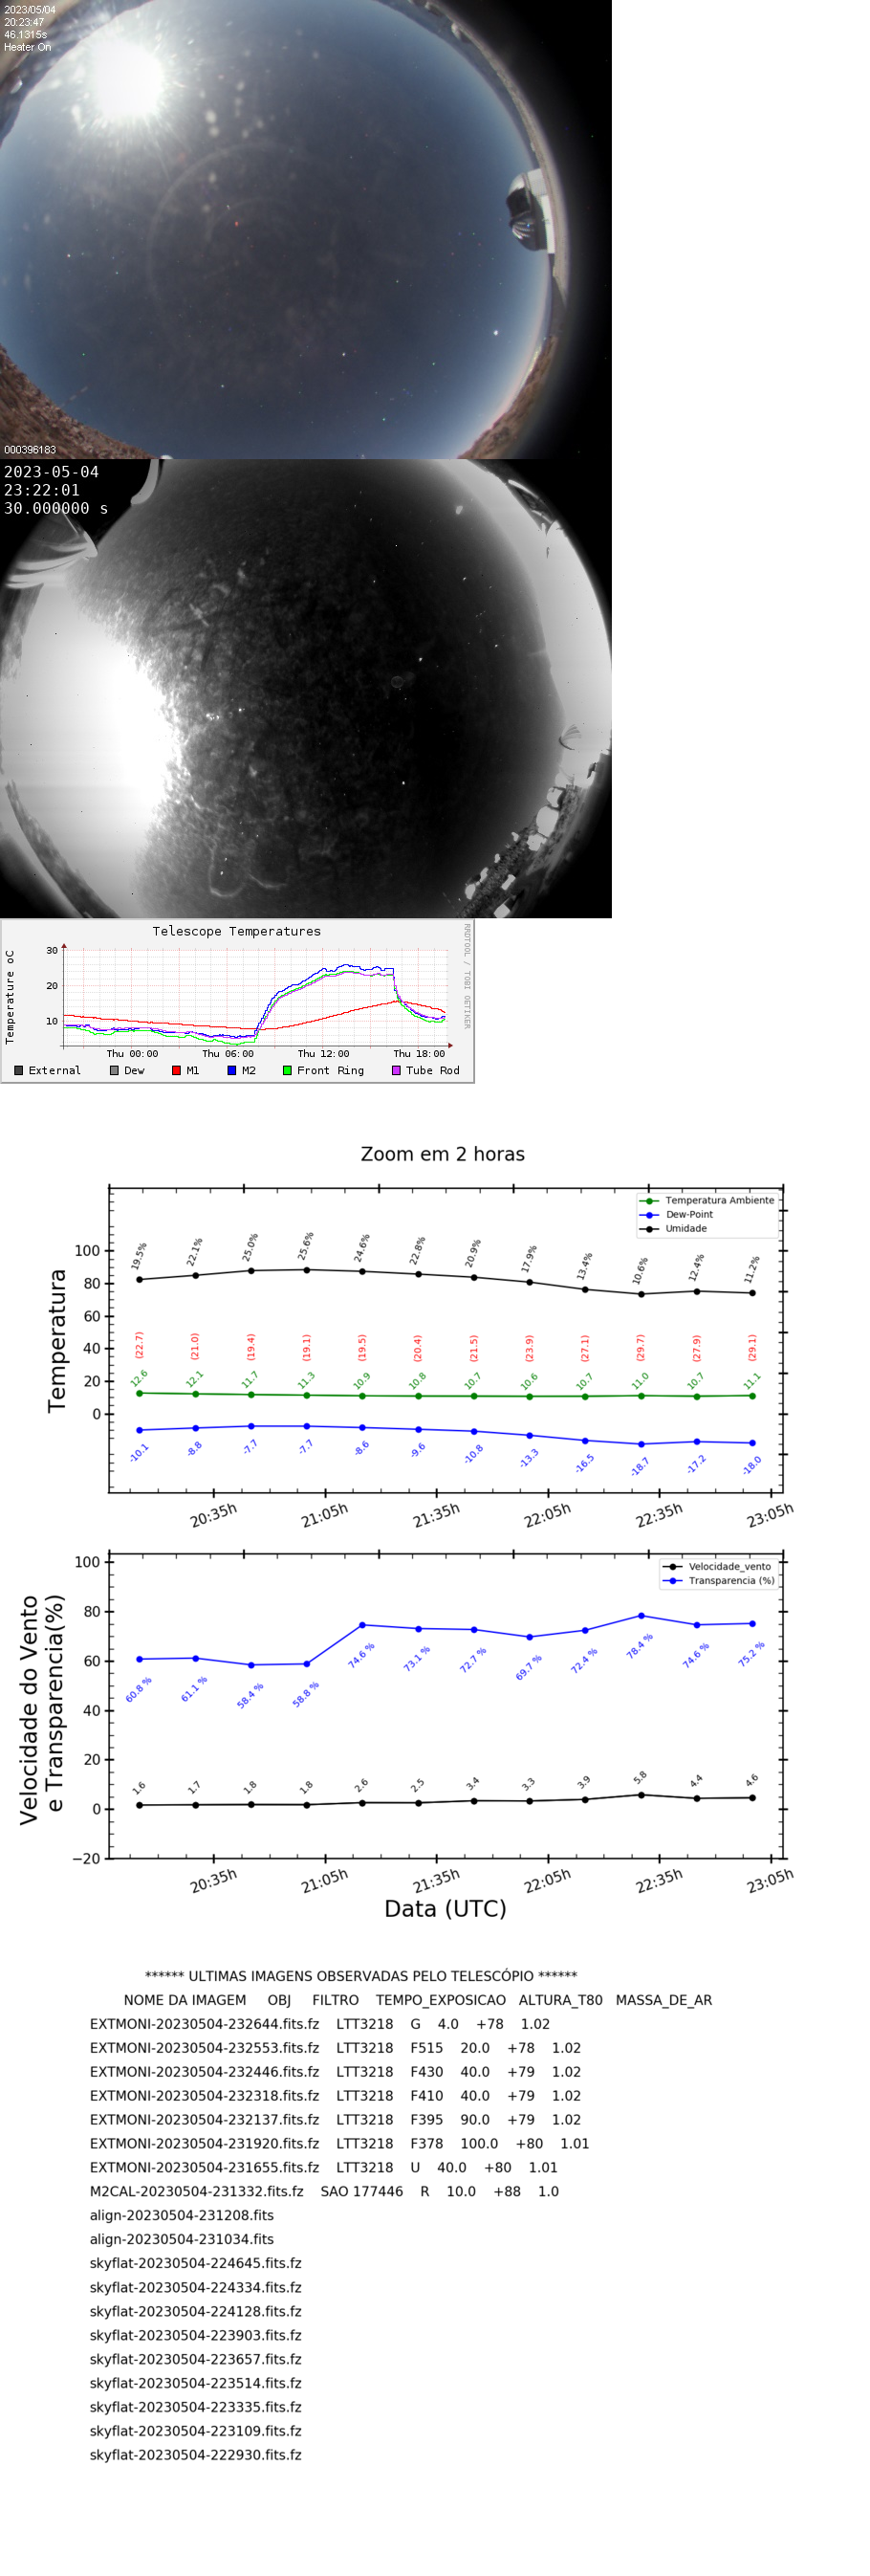 2023/05/04
20:23:47
46.1315s
Heater On
000396183
2023-05-04
23:22:01
30.000000 s
Telescope Temperatures
RRDTOOL / TOBI OETIKER
Temperature oC
30
20
10
Thu 00:00 Thu 06:00 Thu 12:00 Thu 18:00
External Dew M1 M2 Front Ring Tube Rod
Zoom em 2 horas
Temperatura Ambiente
Dew-Point
Umidade
Temperatura
100
80
60
40
20
0
19.5% 22.1% 25.0% 25.6% 24.6% 22.8% 20.9% 17.9% 13.4% 10.6% 12.4% 11.2%
(22.7) (21.0) (19.4) (19.1) (19.5) (20.4) (21.5) (23.9) (27.1) (29.7) (27.9) (29.1)
12.6 12.1 11.7 11.3 10.9 10.8 10.7 10.6 10.7 11.0 10.7 11.1
-10.1 -8.8 -7.7 -7.7 -8.6 -9.6 -10.8 -13.3 -16.5 -18.7 -17.2 -18.0
20:35h 21:05h 21:35h 22:05h 22:35h 23:05h
Velocidade_vento
Transparencia (%)
Velocidade do Vento
e Transparencia(%)
100
80
60
40
20
0
−20
60.8 % 61.1 % 58.4 % 58.8 % 74.6 % 73.1 % 72.7 % 69.7 % 72.4 % 78.4 % 74.6 % 75.2 %
1.6 1.7 1.8 1.8 2.6 2.5 3.4 3.3 3.9 5.8 4.4 4.6
20:35h 21:05h 21:35h 22:05h 22:35h 23:05h
Data (UTC)
****** ULTIMAS IMAGENS OBSERVADAS PELO TELESCÓPIO ******
NOME DA IMAGEM OBJ FILTRO TEMPO_EXPOSICAO ALTURA_T80 MASSA_DE_AR
EXTMONI-20230504-232644.fits.fz LTT3218 G 4.0 +78 1.02
EXTMONI-20230504-232553.fits.fz LTT3218 F515 20.0 +78 1.02
EXTMONI-20230504-232446.fits.fz LTT3218 F430 40.0 +79 1.02
EXTMONI-20230504-232318.fits.fz LTT3218 F410 40.0 +79 1.02
EXTMONI-20230504-232137.fits.fz LTT3218 F395 90.0 +79 1.02
EXTMONI-20230504-231920.fits.fz LTT3218 F378 100.0 +80 1.01
EXTMONI-20230504-231655.fits.fz LTT3218 U 40.0 +80 1.01
M2CAL-20230504-231332.fits.fz SAO 177446 R 10.0 +88 1.0
align-20230504-231208.fits
align-20230504-231034.fits
skyflat-20230504-224645.fits.fz
skyflat-20230504-224334.fits.fz
skyflat-20230504-224128.fits.fz
skyflat-20230504-223903.fits.fz
skyflat-20230504-223657.fits.fz
skyflat-20230504-223514.fits.fz
skyflat-20230504-223335.fits.fz
skyflat-20230504-223109.fits.fz
skyflat-20230504-222930.fits.fz